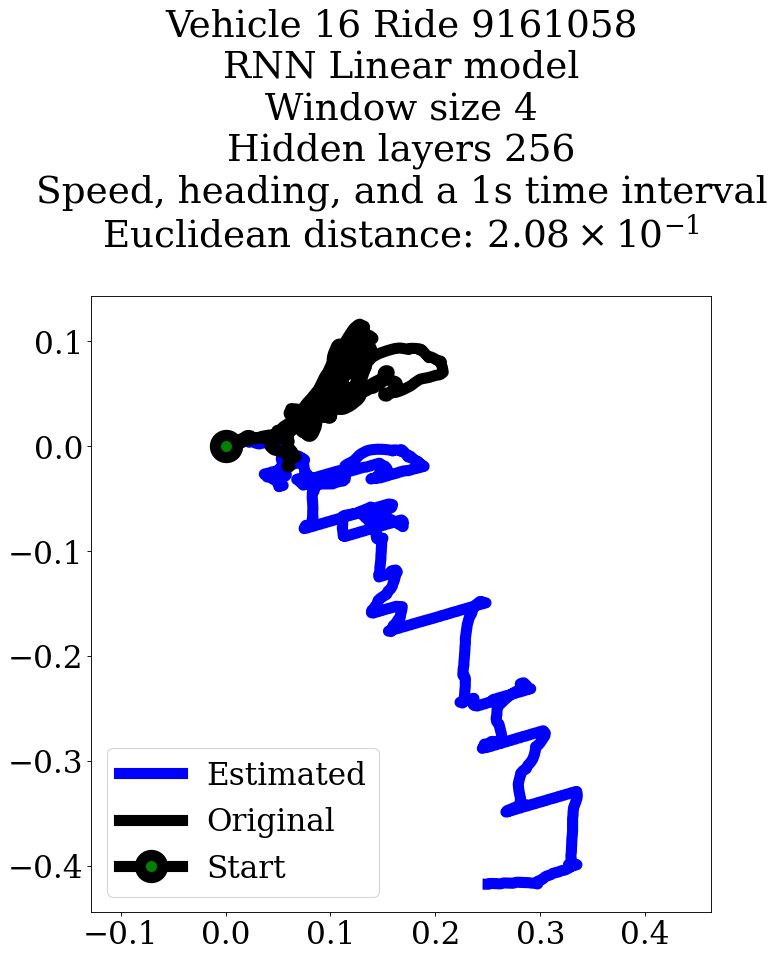 Vehicle 16 Ride 9161058
RNN Linear model
Window size 4
Hidden layers 256
Speed, heading, and a 1s time interval
Euclidean distance: 2.08 × 10⁻¹
0.1
0.0
−0.1
−0.2
−0.3
−0.4
Estimated
Original
Start
−0.1 0.0 0.1 0.2 0.3 0.4